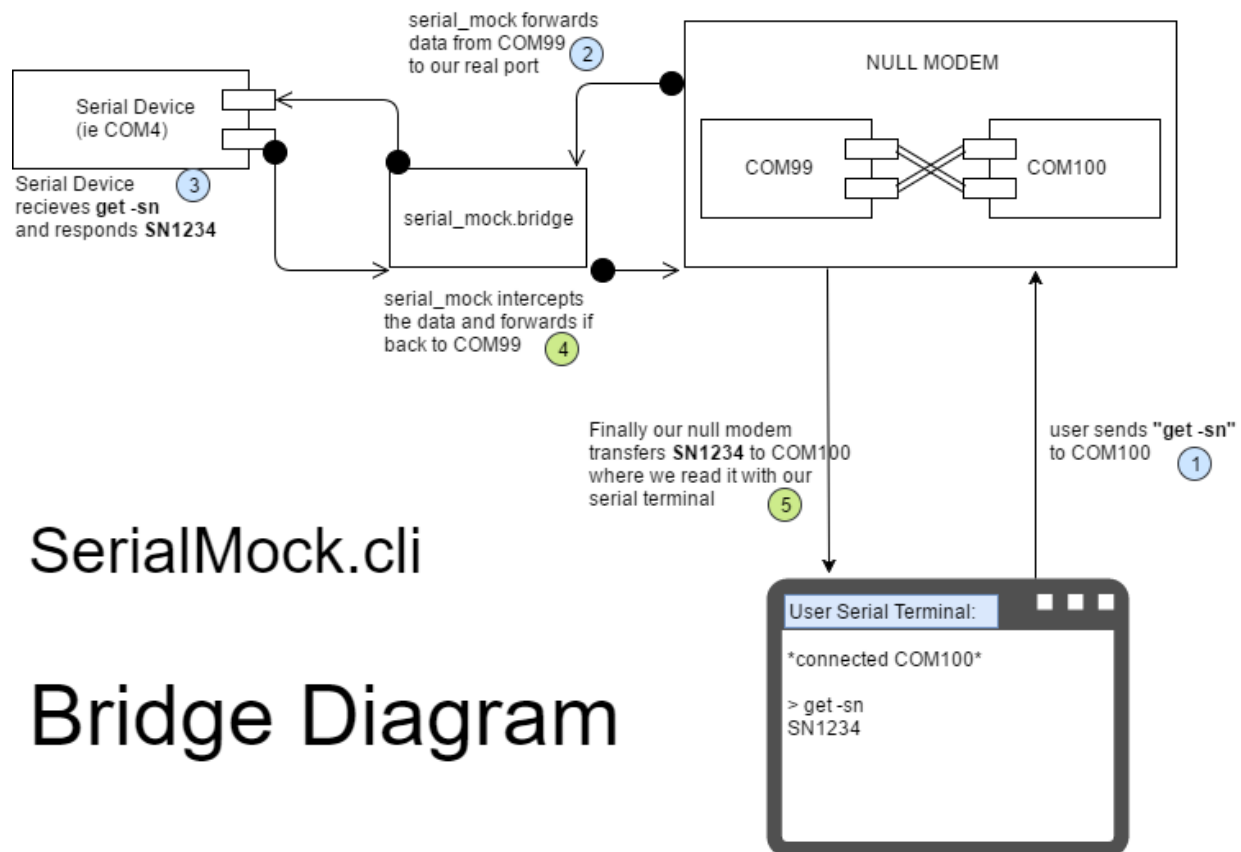 serial_mock forwards
data from COM99
to our real port
2
NULL MODEM
Serial Device
(ie COM4)
COM99
COM100
Serial Device
recieves get -sn
and responds SN1234
3
serial_mock.bridge
serial_mock intercepts
the data and forwards if
back to COM99
4
Finally our null modem
transfers SN1234 to COM100
where we read it with our
serial terminal
5
user sends "get -sn"
to COM100
1
SerialMock.cli
Bridge Diagram
User Serial Terminal:
*connected COM100*
> get -sn
SN1234